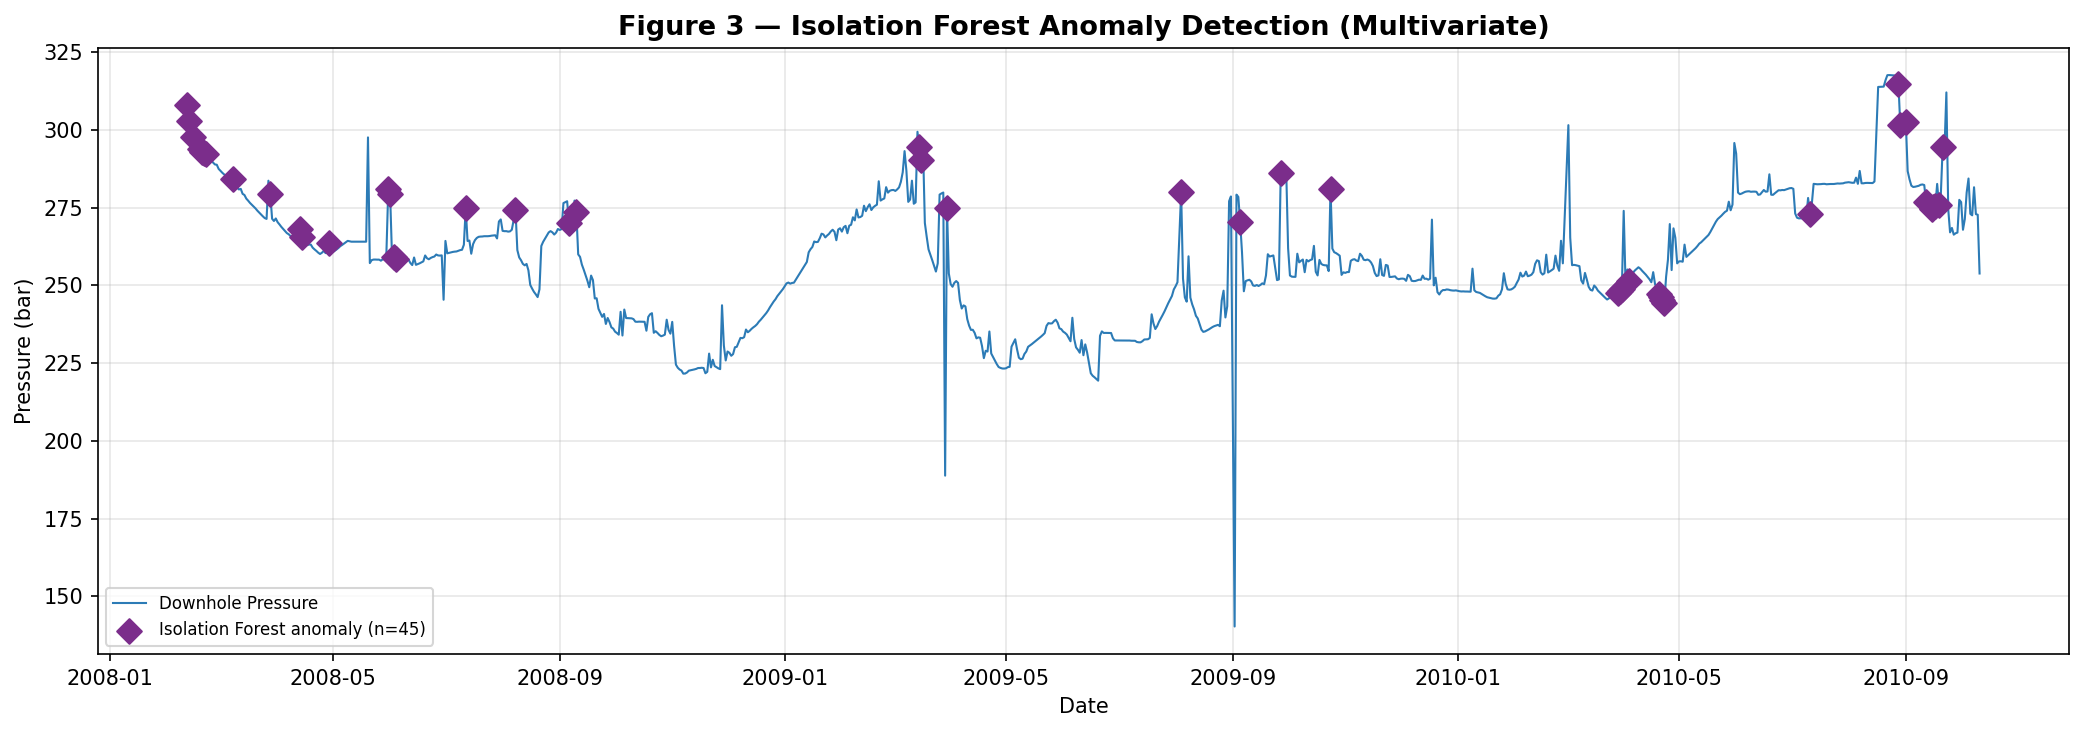 Figure 3 — Isolation Forest Anomaly Detection (Multivariate)
325
300
275
250
225
200
175
150
Pressure (bar)
Downhole Pressure
Isolation Forest anomaly (n=45)
2008-01 2008-05 2008-09 2009-01 2009-05 2009-09 2010-01 2010-05 2010-09
Date